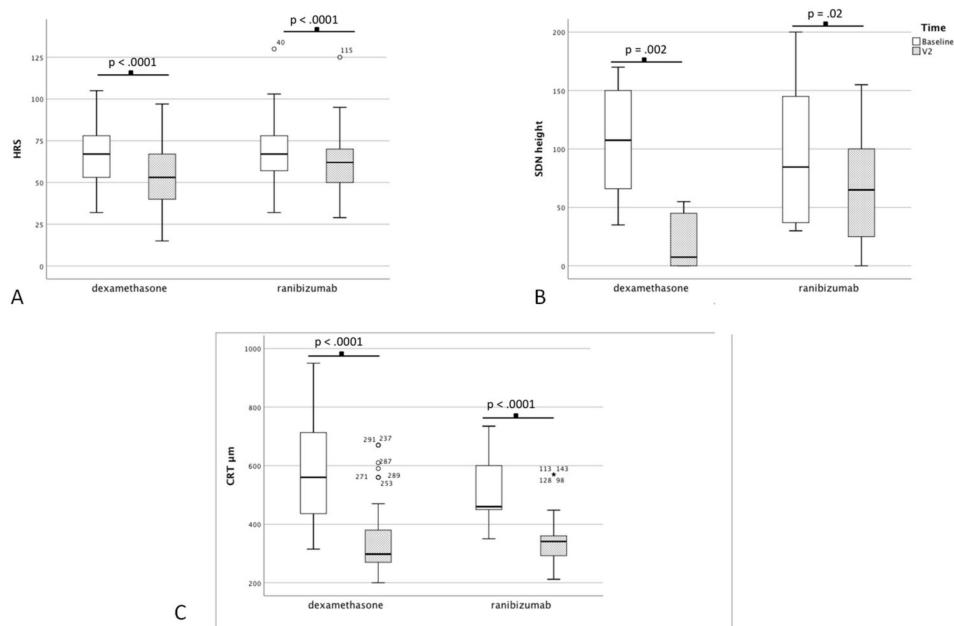 p < .0001
p < .0001
40
115
125
100
75
50
25
0
HRS
dexamethasone
ranibizumab
A
p = .002
p = .02
Time
Baseline
V2
200
150
100
50
0
SDN height
dexamethasone
ranibizumab
B
p < .0001
p < .0001
1000
800
600
400
200
CRT µm
291 237
287
271 289
253
113 143
128 98
dexamethasone
ranibizumab
C